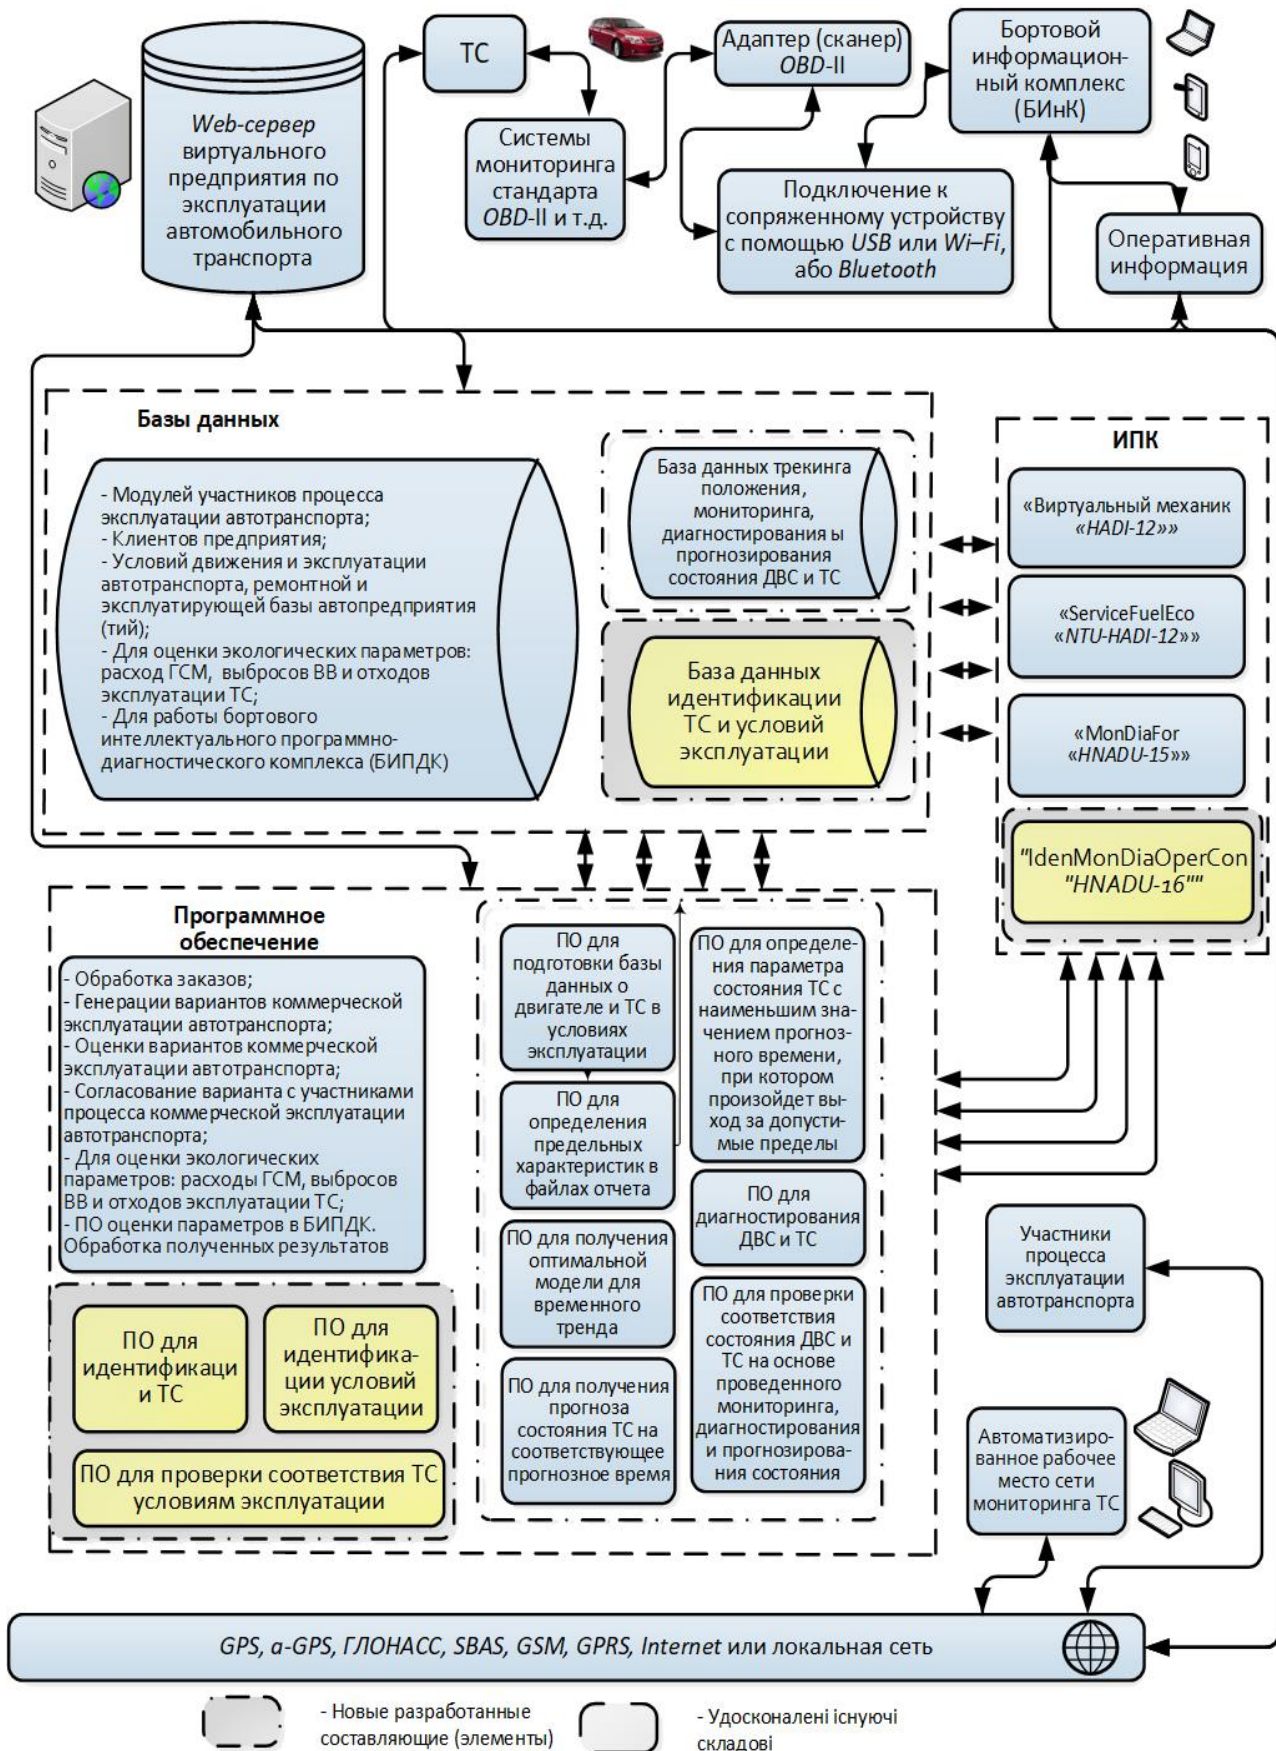 Web-сервер
виртуального
предприятия по
эксплуатации
автомобильного
транспорта
ТС
Системы
мониторинга
стандарта
OBD-II и т.д.
Адаптер (сканер)
OBD-II
Подключение к
сопряженному устройству
с помощью USB или Wi–Fi,
або Bluetooth
Бортовой
информацион-
ный комплекс
(БИнК)
Оперативная
информация
Базы данных
- Модулей участников процесса
эксплуатации автотранспорта;
- Клиентов предприятия;
- Условий движения и эксплуатации
автотранспорта, ремонтной и
эксплуатирующей базы автопредприятия
(тий);
- Для оценки экологических параметров:
расход ГСМ, выбросов ВВ и отходов
эксплуатации ТС;
- Для работы бортового
интеллектуального программно-
диагностического комплекса (БИПДК)
База данных трекинга
положения,
мониторинга,
диагностирования ы
прогнозирования
состояния ДВС и ТС
База данных
идентификации
ТС и условий
эксплуатации
ИПК
«Виртуальный механик
«HADI-12»»
«ServiceFuelEco
«NTU-HADI-12»»
«MonDiaFor
«HNADU-15»»
"IdenMonDiaOperCon
"HNADU-16""
Программное
обеспечение
- Обработка заказов;
- Генерации вариантов коммерческой
эксплуатации автотранспорта;
- Оценки вариантов коммерческой
эксплуатации автотранспорта;
- Согласование варианта с участниками
процесса коммерческой эксплуатации
автотранспорта;
- Для оценки экологических
параметров: расходы ГСМ, выбросов
ВВ и отходов эксплуатации ТС;
- ПО оценки параметров в БИПДК.
Обработка полученных результатов
ПО для
идентификаци
и ТС
ПО для
идентифика-
ции условий
эксплуатации
ПО для проверки соответствия ТС
условиям эксплуатации
ПО для
подготовки базы
данных о
двигателе и ТС в
условиях
эксплуатации
ПО для
определения
предельных
характеристик в
файлах отчета
ПО для получения
оптимальной
модели для
временного
тренда
ПО для получения
прогноза
состояния ТС на
соответствующее
прогнозное время
ПО для определе-
ния параметра
состояния ТС с
наименьшим зна-
чением прогноз-
ного времени,
при котором
произойдет вы-
ход за допусти-
мые пределы
ПО для
диагностирования
ДВС и ТС
ПО для проверки
соответствия
состояния ДВС и
ТС на основе
проведенного
мониторинга,
диагностирования
и прогнозирова-
ния состояния
Участники
процесса
эксплуатации
автотранспорта
Автоматизиро-
ванное рабочее
место сети
мониторинга ТС
GPS, a-GPS, ГЛОНАСС, SBAS, GSM, GPRS, Internet или локальная сеть
- Новые разработанные
составляющие (элементы)
- Удосконалені існуючі
складові